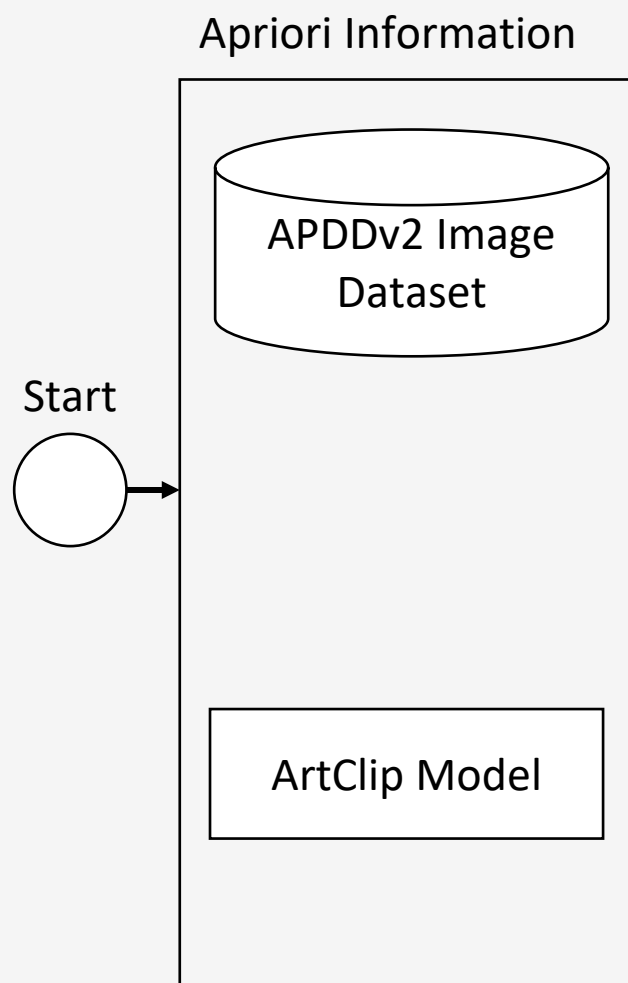 Apriori Information
APDDv2 Image
Dataset
Start
ArtClip Model